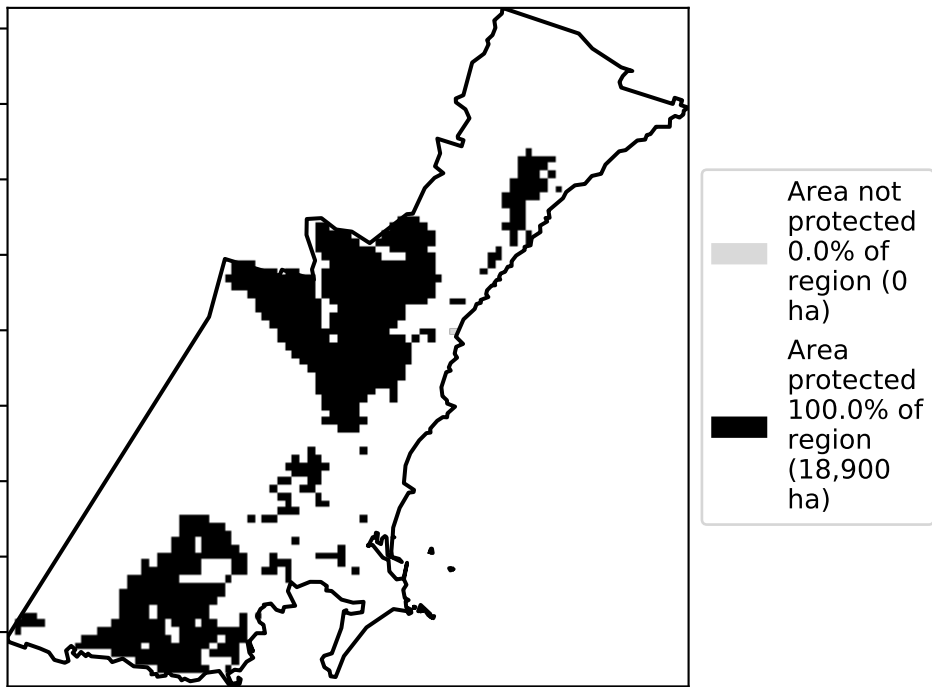 Area not
protected
0.0% of
region (0
ha)
Area
protected
100.0% of
region
(18,900
ha)